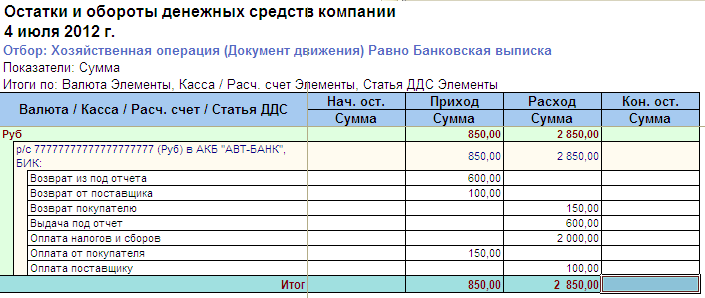 Остатки и обороты денежных средств компании
4 июля 2012 г.
Отбор: Хозяйственная операция (Документ движения) Равно Банковская выписка
Показатели: Сумма
Итоги по: Валюта Элементы, Касса / Расч. счет Элементы, Статья ДДС Элементы
Валюта / Касса / Расч. счет / Статья ДДС Нач. ост. Приход Расход Кон. ост.
Сумма Сумма Сумма Сумма
Руб 850,00 2 850,00
р/с 77777777777777777777 (Руб) в АКБ "АВТ-БАНК", 850,00 2 850,00
БИК:
Возврат из под отчета 600,00
Возврат от поставщика 100,00
Возврат покупателю 150,00
Выдача под отчет 600,00
Оплата налогов и сборов 2 000,00
Оплата от покупателя 150,00
Оплата поставщику 100,00
Итог 850,00 2 850,00